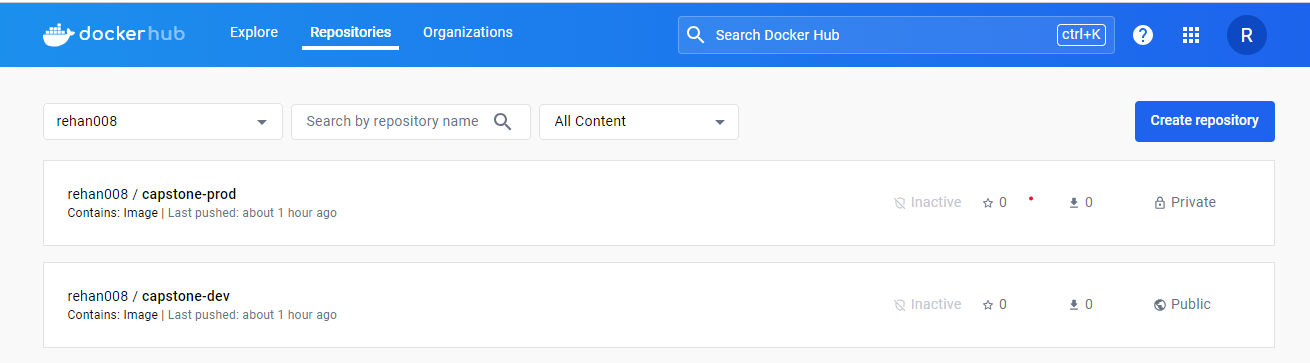 dockerhub Explore Repositories Organizations Search Docker Hub ctrl+K ? R
rehan008 Search by repository name All Content Create repository
rehan008 / capstone-prod
Contains: Image | Last pushed: about 1 hour ago
Inactive 0 0 Private
rehan008 / capstone-dev
Contains: Image | Last pushed: about 1 hour ago
Inactive 0 0 Public